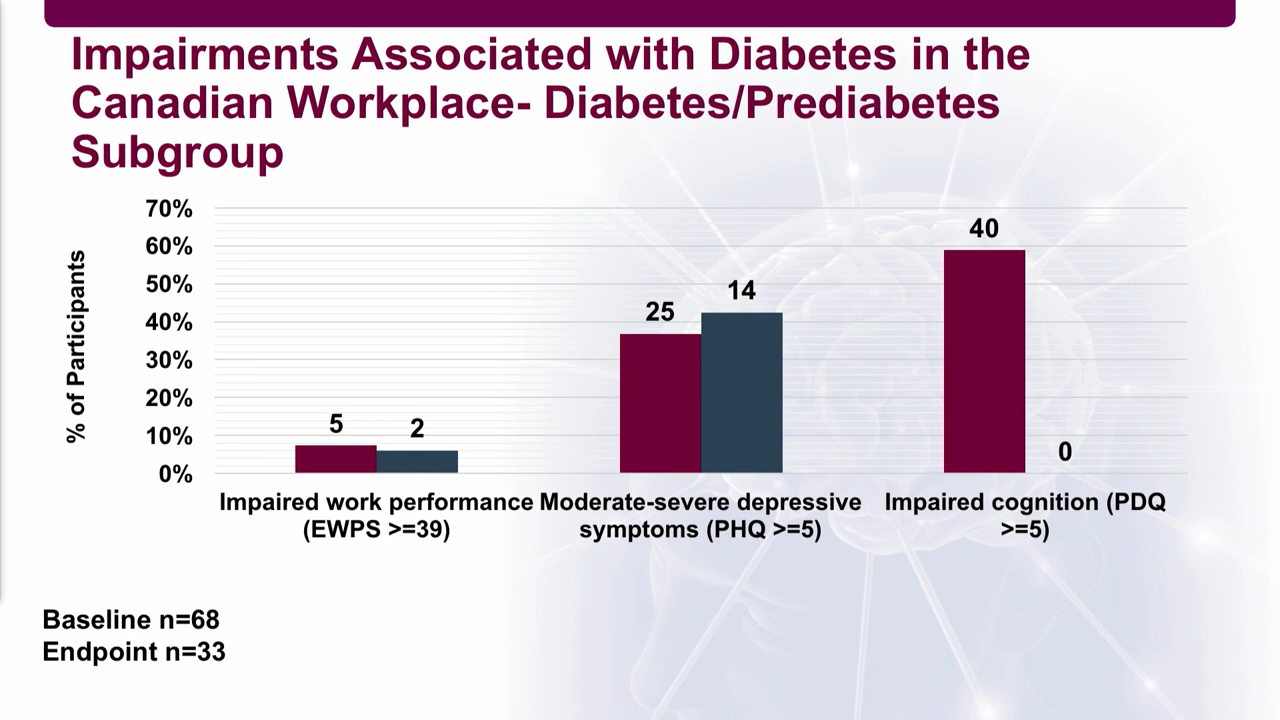 Impairments Associated with Diabetes in the
Canadian Workplace- Diabetes/Prediabetes
Subgroup
% of Participants
70%
60%
50%
40%
30%
20%
10%
0%
5
2
25
14
40
0
Impaired work performance
(EWPS >=39)
Moderate-severe depressive
symptoms (PHQ >=5)
Impaired cognition (PDQ
>=5)
Baseline n=68
Endpoint n=33